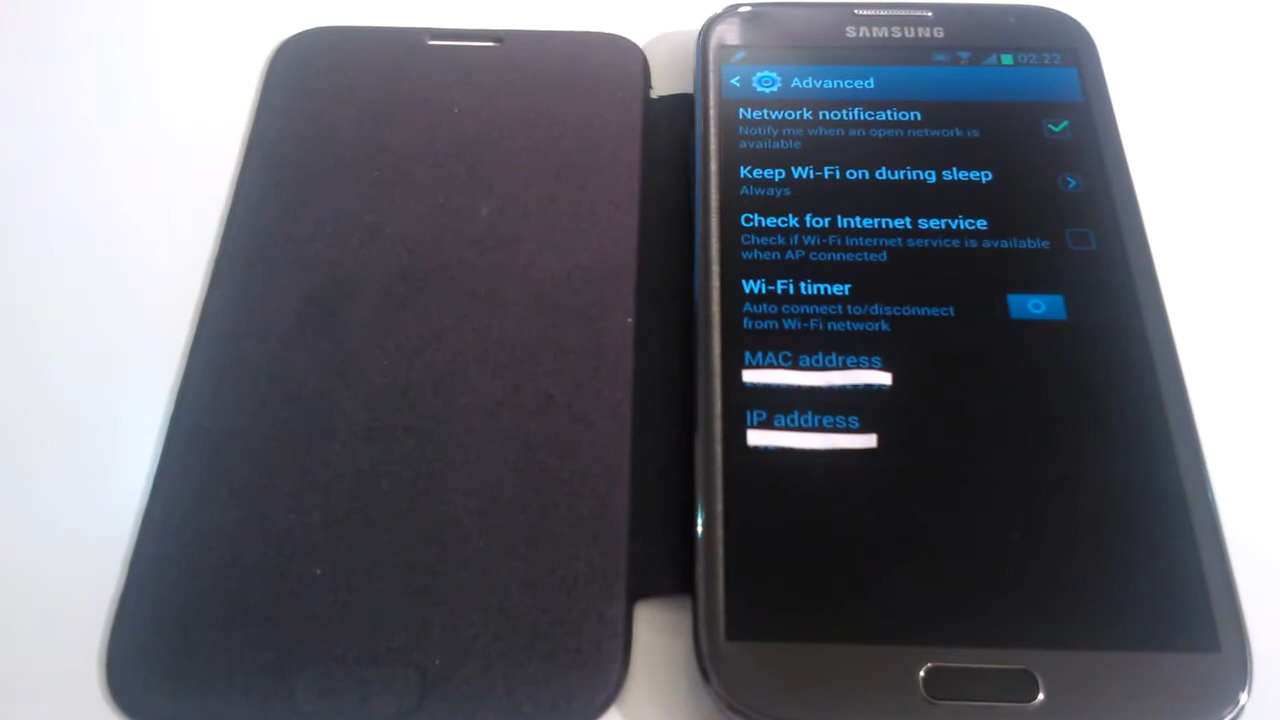 SAMSUNG
02:22
Advanced
Network notification
Notify me when an open network is
available
Keep Wi-Fi on during sleep
Always
Check for Internet service
Check if Wi-Fi Internet service is available
when AP connected
Wi-Fi timer
Auto connect to/disconnect
from Wi-Fi network
MAC address
IP address